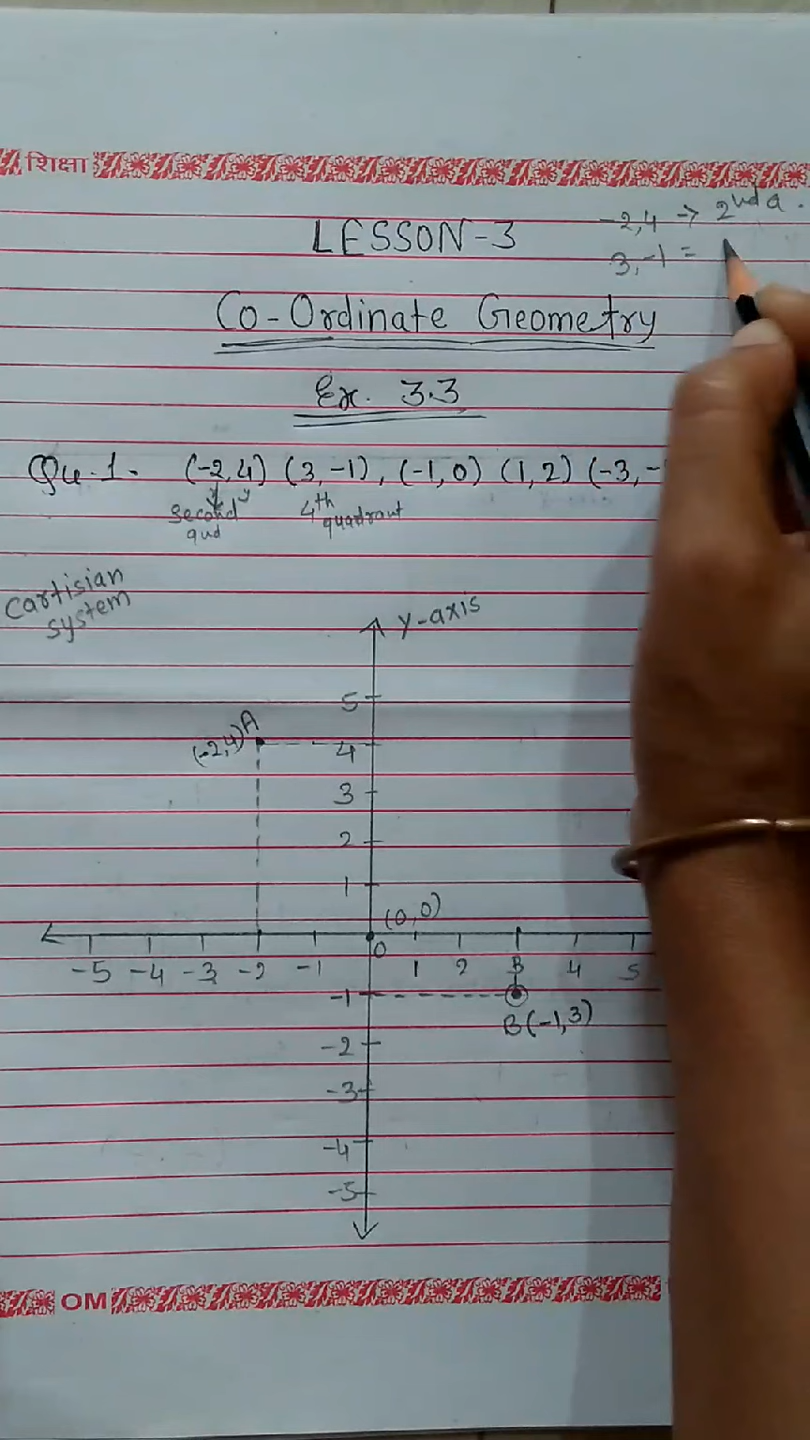 शिक्षा
-2,4 → 2nd Q.
3,-1 =
LESSON-3
Co-Ordinate Geometry
Ex. 3.3
Qu.1. (-2,4) (3,-1), (-1,0) (1,2) (-3,-
second 4th
qud quadrant
Cartisian
system
y-axis
5
A
(-2,4)
4
3
2
1
(0,0)
O
-5 -4 -3 -2 -1 1 2 B 4 5
-1
B(-1,3)
-2
-3
-4
-5
OM